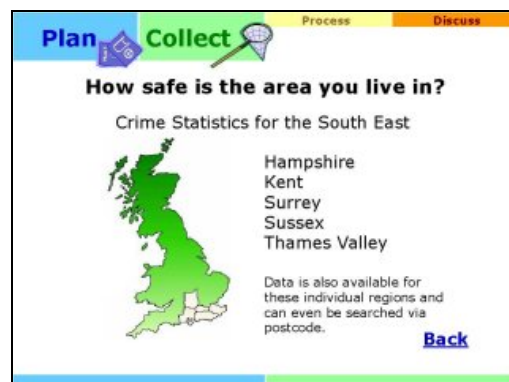 Process
Discuss
Plan
Collect
How safe is the area you live in?
Crime Statistics for the South East
Hampshire
Kent
Surrey
Sussex
Thames Valley
Data is also available for
these individual regions and
can even be searched via
postcode.
Back